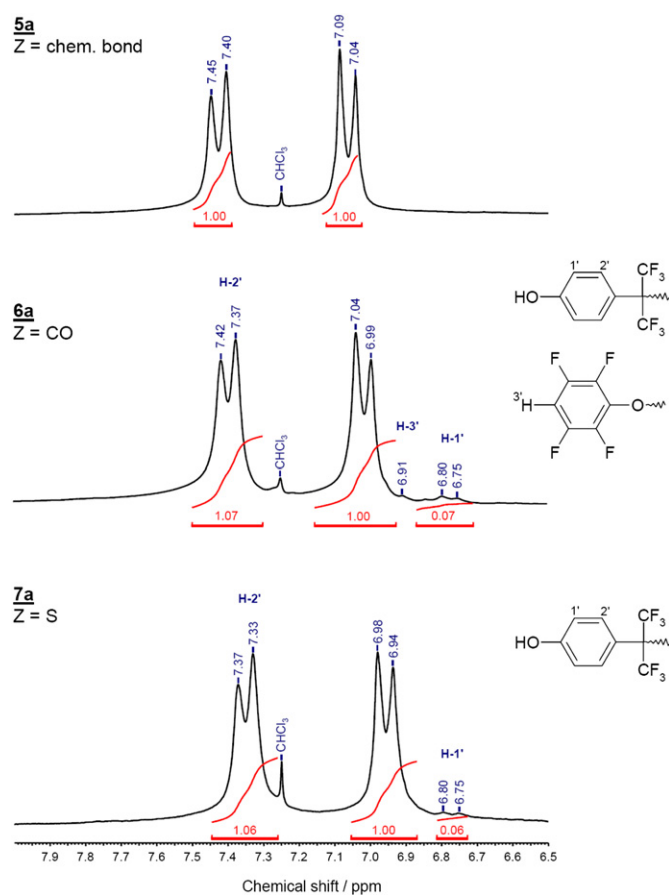 5a
Z = chem. bond
7.45
7.40
CHCl₃
7.09
7.04
1.00
1.00
6a
Z = CO
H-2'
7.42
7.37
CHCl₃
7.04
6.99
H-3'
6.91
H-1'
6.80
6.75
1.07
1.00
0.07
1' 2' CF₃
HO
CF₃
F F
3'H O
F F
7a
Z = S
H-2'
7.37
7.33
CHCl₃
6.98
6.94
H-1'
6.80
6.75
1.06
1.00
0.06
1' 2' CF₃
HO
CF₃
7.9 7.8 7.7 7.6 7.5 7.4 7.3 7.2 7.1 7.0 6.9 6.8 6.7 6.6 6.5
Chemical shift / ppm